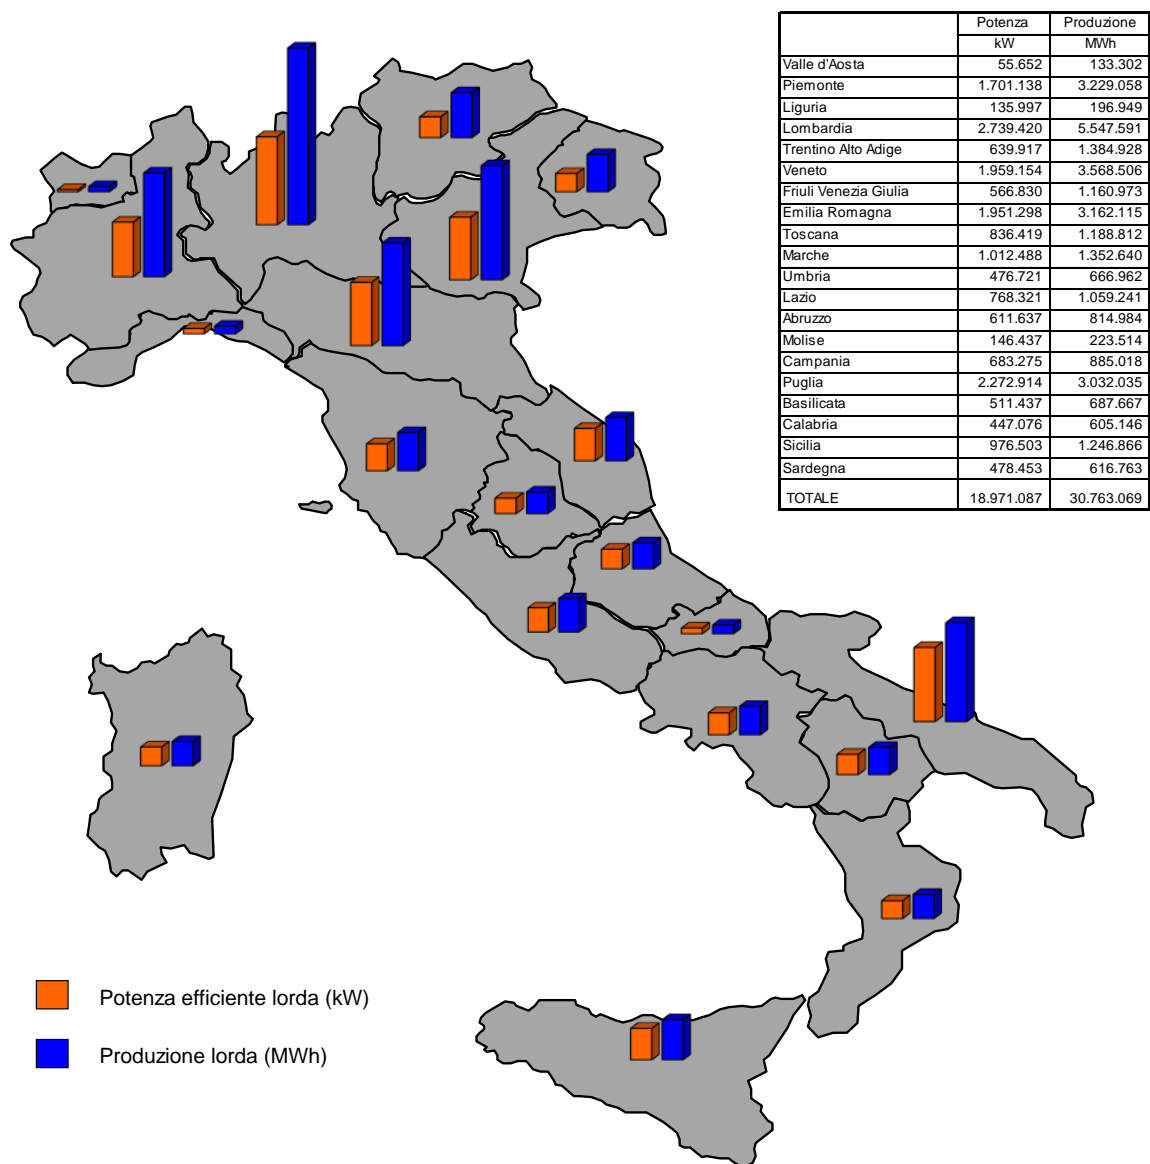 Potenza Produzione
kW MWh
Valle d'Aosta 55.652 133.302
Piemonte 1.701.138 3.229.058
Liguria 135.997 196.949
Lombardia 2.739.420 5.547.591
Trentino Alto Adige 639.917 1.384.928
Veneto 1.959.154 3.568.506
Friuli Venezia Giulia 566.830 1.160.973
Emilia Romagna 1.951.298 3.162.115
Toscana 836.419 1.188.812
Marche 1.012.488 1.352.640
Umbria 476.721 666.962
Lazio 768.321 1.059.241
Abruzzo 611.637 814.984
Molise 146.437 223.514
Campania 683.275 885.018
Puglia 2.272.914 3.032.035
Basilicata 511.437 687.667
Calabria 447.076 605.146
Sicilia 976.503 1.246.866
Sardegna 478.453 616.763
TOTALE 18.971.087 30.763.069
Potenza efficiente lorda (kW)
Produzione lorda (MWh)